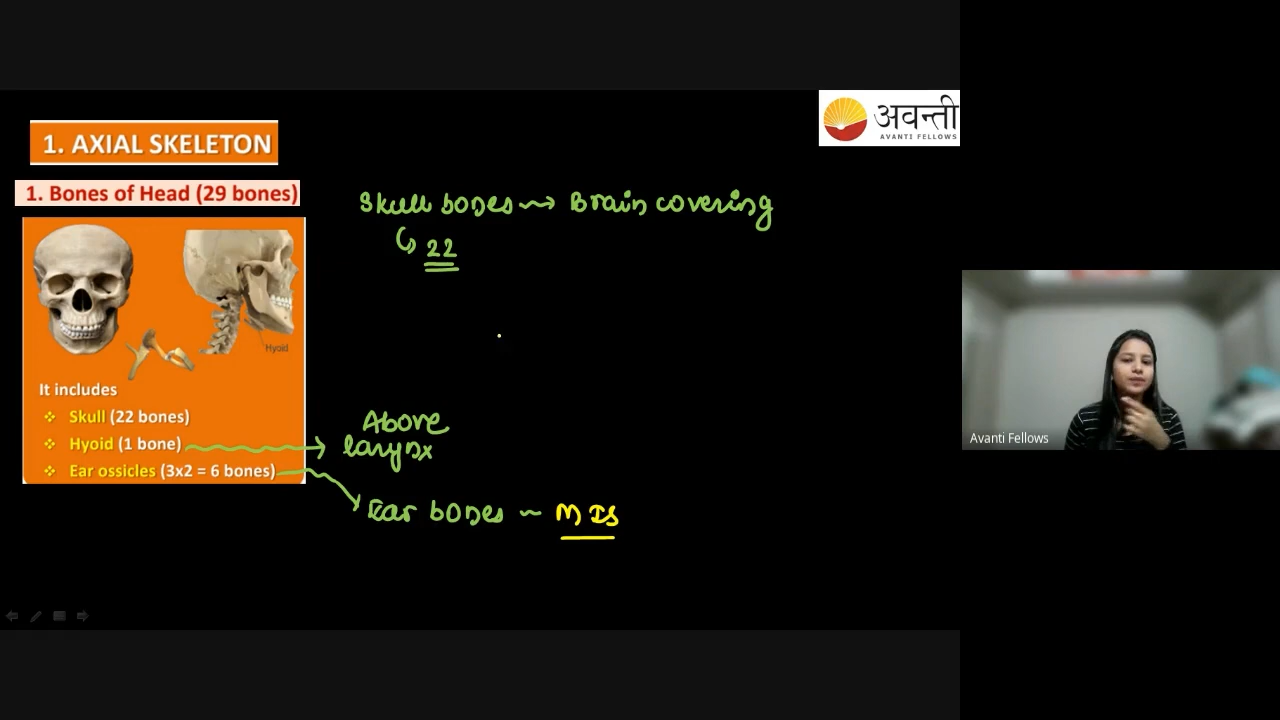 अवन्ती
AVANTI FELLOWS
1. AXIAL SKELETON
1. Bones of Head (29 bones)
Skull bones → Brain covering
22
Hyoid
It includes
❖ Skull (22 bones)
❖ Hyoid (1 bone)
❖ Ear ossicles (3x2 = 6 bones)
Above
larynx
Ear bones ~ MIS
Avanti Fellows